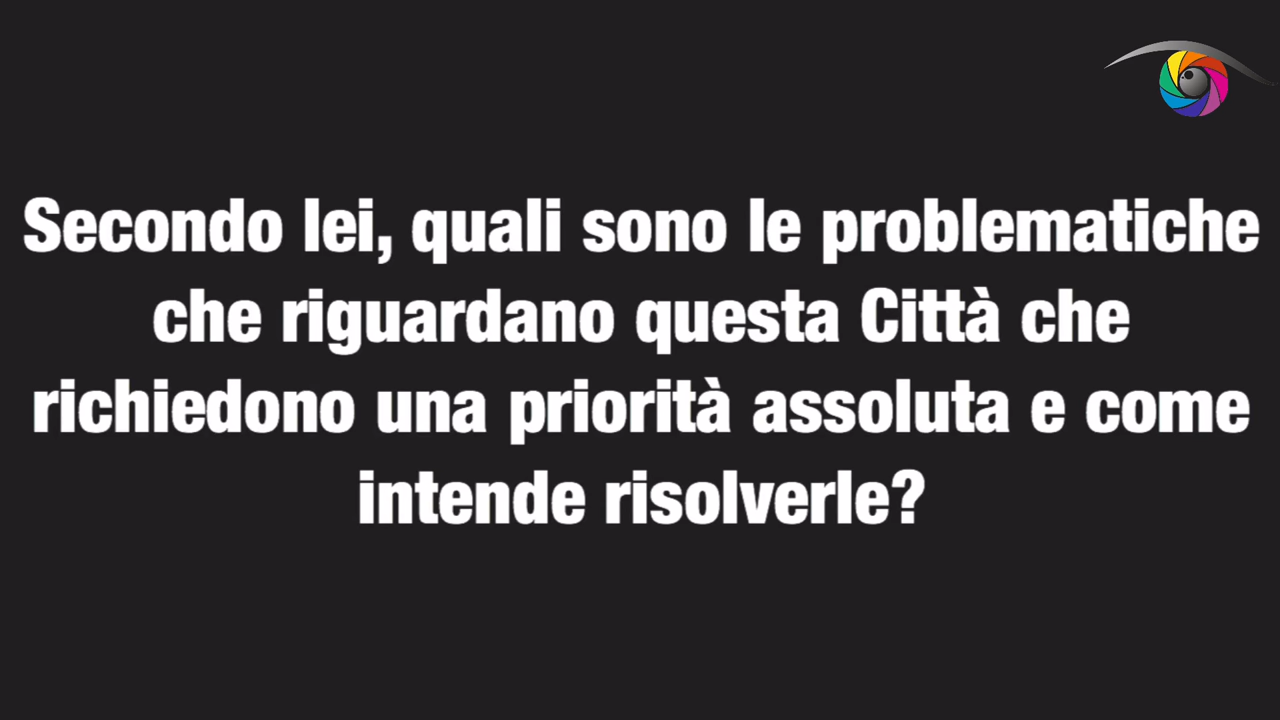 Secondo lei, quali sono le problematiche
che riguardano questa Città che
richiedono una priorità assoluta e come
intende risolverle?